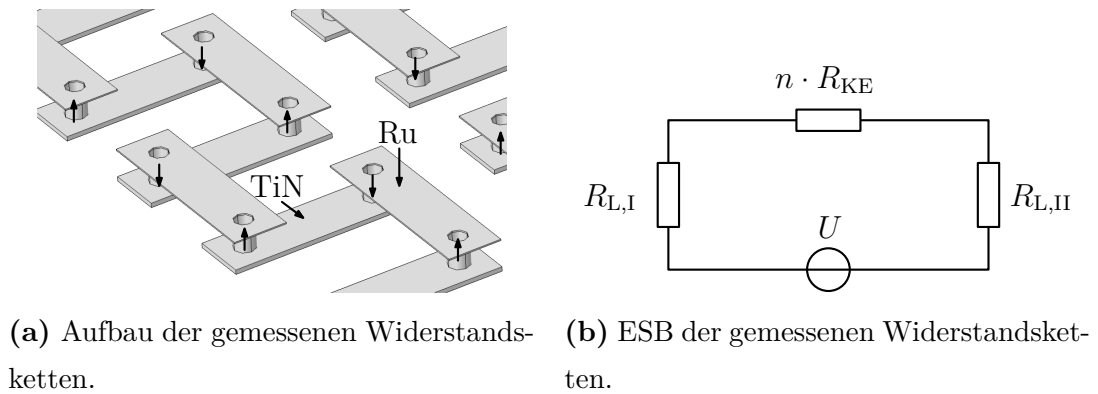 Ru
TiN
n · R_KE
R_L,I
R_L,II
U
(a) Aufbau der gemessenen Widerstands-
ketten.
(b) ESB der gemessenen Widerstandsket-
ten.